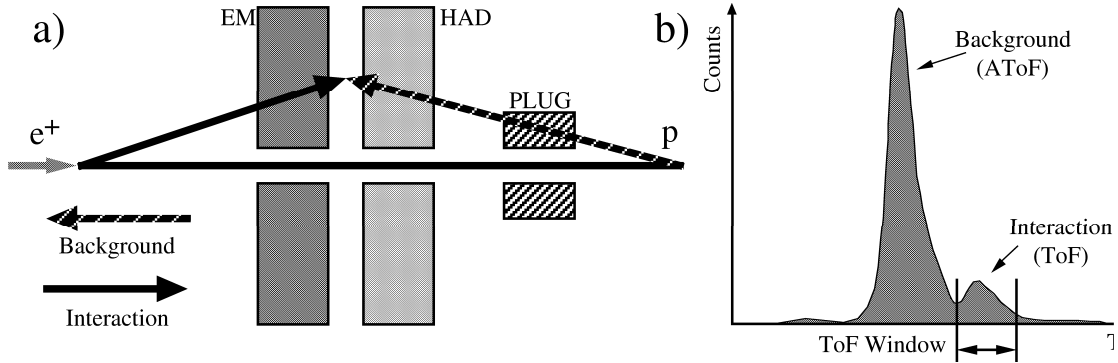 a)
EM
HAD
PLUG
e+
p
Background
Interaction
b)
Counts
Background
(AToF)
Interaction
(ToF)
ToF Window
T